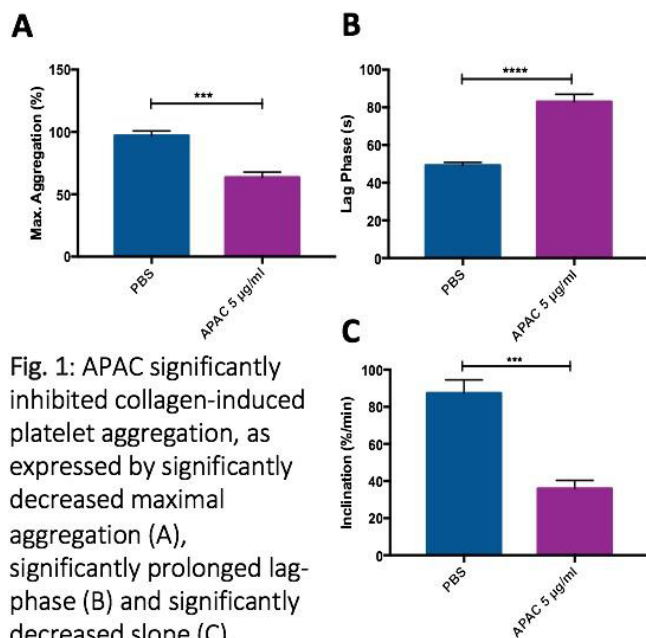 A
150
100
50
0
Max. Aggregation (%)
***
PBS
APAC 5 µg/ml
B
100
80
60
40
20
0
Lag Phase (s)
****
PBS
APAC 5 µg/ml
Fig. 1: APAC significantly
inhibited collagen-induced
platelet aggregation, as
expressed by significantly
decreased maximal
aggregation (A),
significantly prolonged lag-
phase (B) and significantly
decreased slope (C)
C
100
80
60
40
20
0
Inclination (%/min)
***
PBS
APAC 5 µg/ml